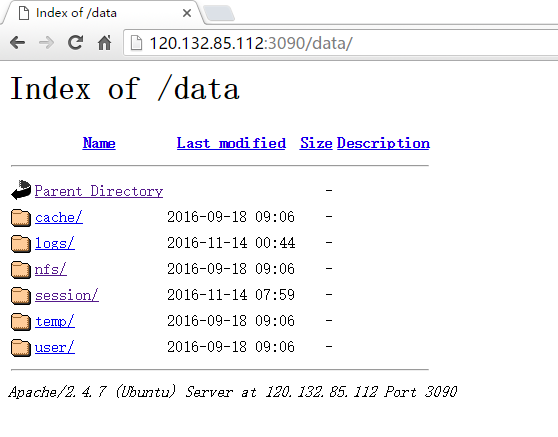 Index of /data
120.132.85.112:3090/data/
Index of /data
Name Last modified Size Description
Parent Directory -
cache/ 2016-09-18 09:06 -
logs/ 2016-11-14 00:44 -
nfs/ 2016-09-18 09:06 -
session/ 2016-11-14 07:59 -
temp/ 2016-09-18 09:06 -
user/ 2016-09-18 09:06 -
Apache/2.4.7 (Ubuntu) Server at 120.132.85.112 Port 3090